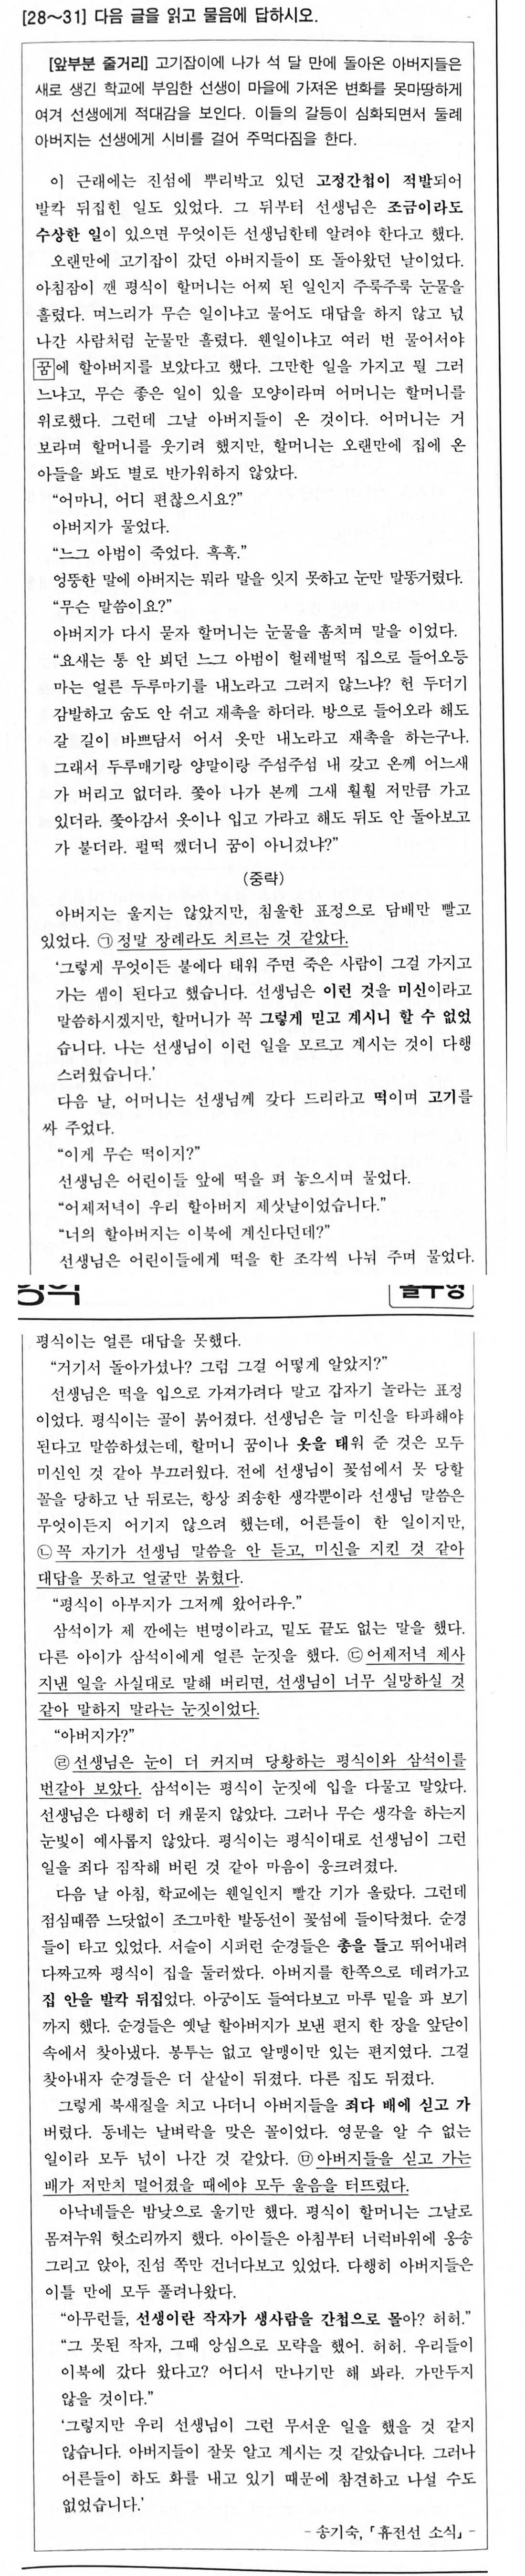 [28~31] 다음 글을 읽고 물음에 답하시오.
[앞부분 줄거리] 고기잡이에 나가 석 달 만에 돌아온 아버지들은
새로 생긴 학교에 부임한 선생이 마을에 가져온 변화를 못마땅하게
여겨 선생에게 적대감을 보인다. 이들의 갈등이 심화되면서 둘례
아버지는 선생에게 시비를 걸어 주먹다짐을 한다.
이 근래에는 진섬에 뿌리박고 있던 고정간첩이 적발되어
발칵 뒤집힌 일도 있었다. 그 뒤부터 선생님은 조금이라도
수상한 일이 있으면 무엇이든 선생님한테 알려야 한다고 했다.
오랜만에 고기잡이 갔던 아버지들이 또 돌아왔던 날이었다.
아침잠이 깬 평식이 할머니는 어찌 된 일인지 주룩주룩 눈물을
흘렸다. 며느리가 무슨 일이냐고 물어도 대답을 하지 않고 넋
나간 사람처럼 눈물만 흘렸다. 웬일이냐고 여러 번 물어서야
꿈에 할아버지를 보았다고 했다. 그만한 일을 가지고 뭘 그러
느냐고, 무슨 좋은 일이 있을 모양이라며 어머니는 할머니를
위로했다. 그런데 그날 아버지들이 온 것이다. 어머니는 거
보라며 할머니를 웃기려 했지만, 할머니는 오랜만에 집에 온
아들을 봐도 별로 반가워하지 않았다.
“어마니, 어디 편찮으시요?”
아버지가 물었다.
“느그 아범이 죽었다. 흑흑.”
엉뚱한 말에 아버지는 뭐라 말을 잇지 못하고 눈만 말똥거렸다.
“무슨 말씀이요?”
아버지가 다시 묻자 할머니는 눈물을 훔치며 말을 이었다.
“요새는 통 안 뵈던 느그 아범이 헐레벌떡 집으로 들어오등
마는 얼른 두루마기를 내노라고 그러지 않느냐? 헌 두더기
감발하고 숨도 안 쉬고 재촉을 하더라. 방으로 들어오라 해도
갈 길이 바쁘담서 어서 옷만 내노라고 재촉을 하는구나.
그래서 두루매기랑 양말이랑 주섬주섬 내 갖고 온께 어느새
가 버리고 없더라. 쫓아 나가 본께 그새 훨훨 저만큼 가고
있더라. 쫓아감서 옷이나 입고 가라고 해도 뒤도 안 돌아보고
가 불더라. 펄떡 깼더니 꿈이 아니겄냐?”
(중략)
아버지는 울지는 않았지만, 침울한 표정으로 담배만 빨고
있었다. ㉠ 정말 장례라도 치르는 것 같았다.
‘그렇게 무엇이든 불에다 태워 주면 죽은 사람이 그걸 가지고
가는 셈이 된다고 했습니다. 선생님은 이런 것을 미신이라고
말씀하시겠지만, 할머니가 꼭 그렇게 믿고 계시니 할 수 없었
습니다. 나는 선생님이 이런 일을 모르고 계시는 것이 다행
스러웠습니다.’
다음 날, 어머니는 선생님께 갖다 드리라고 떡이며 고기를
싸 주었다.
“이게 무슨 떡이지?”
선생님은 어린이들 앞에 떡을 펴 놓으시며 물었다.
“어제저녁이 우리 할아버지 제삿날이었습니다.”
“너의 할아버지는 이북에 계신다던데?”
선생님은 어린이들에게 떡을 한 조각씩 나눠 주며 물었다.
평식이는 얼른 대답을 못했다.
“거기서 돌아가셨나? 그럼 그걸 어떻게 알았지?”
선생님은 떡을 입으로 가져가려다 말고 갑자기 놀라는 표정
이었다. 평식이는 골이 붉어졌다. 선생님은 늘 미신을 타파해야
된다고 말씀하셨는데, 할머니 꿈이나 옷을 태워 준 것은 모두
미신인 것 같아 부끄러웠다. 전에 선생님이 꽃섬에서 못 당할
꼴을 당하고 난 뒤로는, 항상 죄송한 생각뿐이라 선생님 말씀은
무엇이든지 어기지 않으려 했는데, 어른들이 한 일이지만,
㉡ 꼭 자기가 선생님 말씀을 안 듣고, 미신을 지킨 것 같아
대답을 못하고 얼굴만 붉혔다.
“평식이 아부지가 그저께 왔어라우.”
삼석이가 제 깐에는 변명이라고, 밑도 끝도 없는 말을 했다.
다른 아이가 삼석이에게 얼른 눈짓을 했다. ㉢ 어제저녁 제사
지낸 일을 사실대로 말해 버리면, 선생님이 너무 실망하실 것
같아 말하지 말라는 눈짓이었다.
“아버지가?”
㉣ 선생님은 눈이 더 커지며 당황하는 평식이와 삼석이를
번갈아 보았다. 삼석이는 평식이 눈짓에 입을 다물고 말았다.
선생님은 다행히 더 캐묻지 않았다. 그러나 무슨 생각을 하는지
눈빛이 예사롭지 않았다. 평식이는 평식이대로 선생님이 그런
일을 죄다 짐작해 버린 것 같아 마음이 웅크려졌다.
다음 날 아침, 학교에는 웬일인지 빨간 기가 올랐다. 그런데
점심때쯤 느닷없이 조그마한 발동선이 꽃섬에 들이닥쳤다. 순경
들이 타고 있었다. 서슬이 시퍼런 순경들은 총을 들고 뛰어내려
다짜고짜 평식이 집을 둘러쌌다. 아버지를 한쪽으로 데려가고
집 안을 발칵 뒤집었다. 아궁이도 들여다보고 마루 밑을 파 보기
까지 했다. 순경들은 옛날 할아버지가 보낸 편지 한 장을 앞닫이
속에서 찾아냈다. 봉투는 없고 알맹이만 있는 편지였다. 그걸
찾아내자 순경들은 더 샅샅이 뒤졌다. 다른 집도 뒤졌다.
그렇게 북새질을 치고 나더니 아버지들을 죄다 배에 싣고 가
버렸다. 동네는 날벼락을 맞은 꼴이었다. 영문을 알 수 없는
일이라 모두 넋이 나간 것 같았다. ㉤ 아버지들을 싣고 가는
배가 저만치 멀어졌을 때에야 모두 울음을 터뜨렸다.
아낙네들은 밤낮으로 울기만 했다. 평식이 할머니는 그날로
몸져누워 헛소리까지 했다. 아이들은 아침부터 너럭바위에 옹송
그리고 앉아, 진섬 쪽만 건너다보고 있었다. 다행히 아버지들은
이틀 만에 모두 풀려나왔다.
“아무런들, 선생이란 작자가 생사람을 간첩으로 몰아? 허허.”
“그 못된 작자, 그때 앙심으로 모략을 했어. 허허. 우리들이
이북에 갔다 왔다고? 어디서 만나기만 해 봐라. 가만두지
않을 것이다.”
‘그렇지만 우리 선생님이 그런 무서운 일을 했을 것 같지
않습니다. 아버지들이 잘못 알고 계시는 것 같았습니다. 그러나
어른들이 하도 화를 내고 있기 때문에 참견하고 나설 수도
없었습니다.’
- 송기숙, 「휴전선 소식」 -